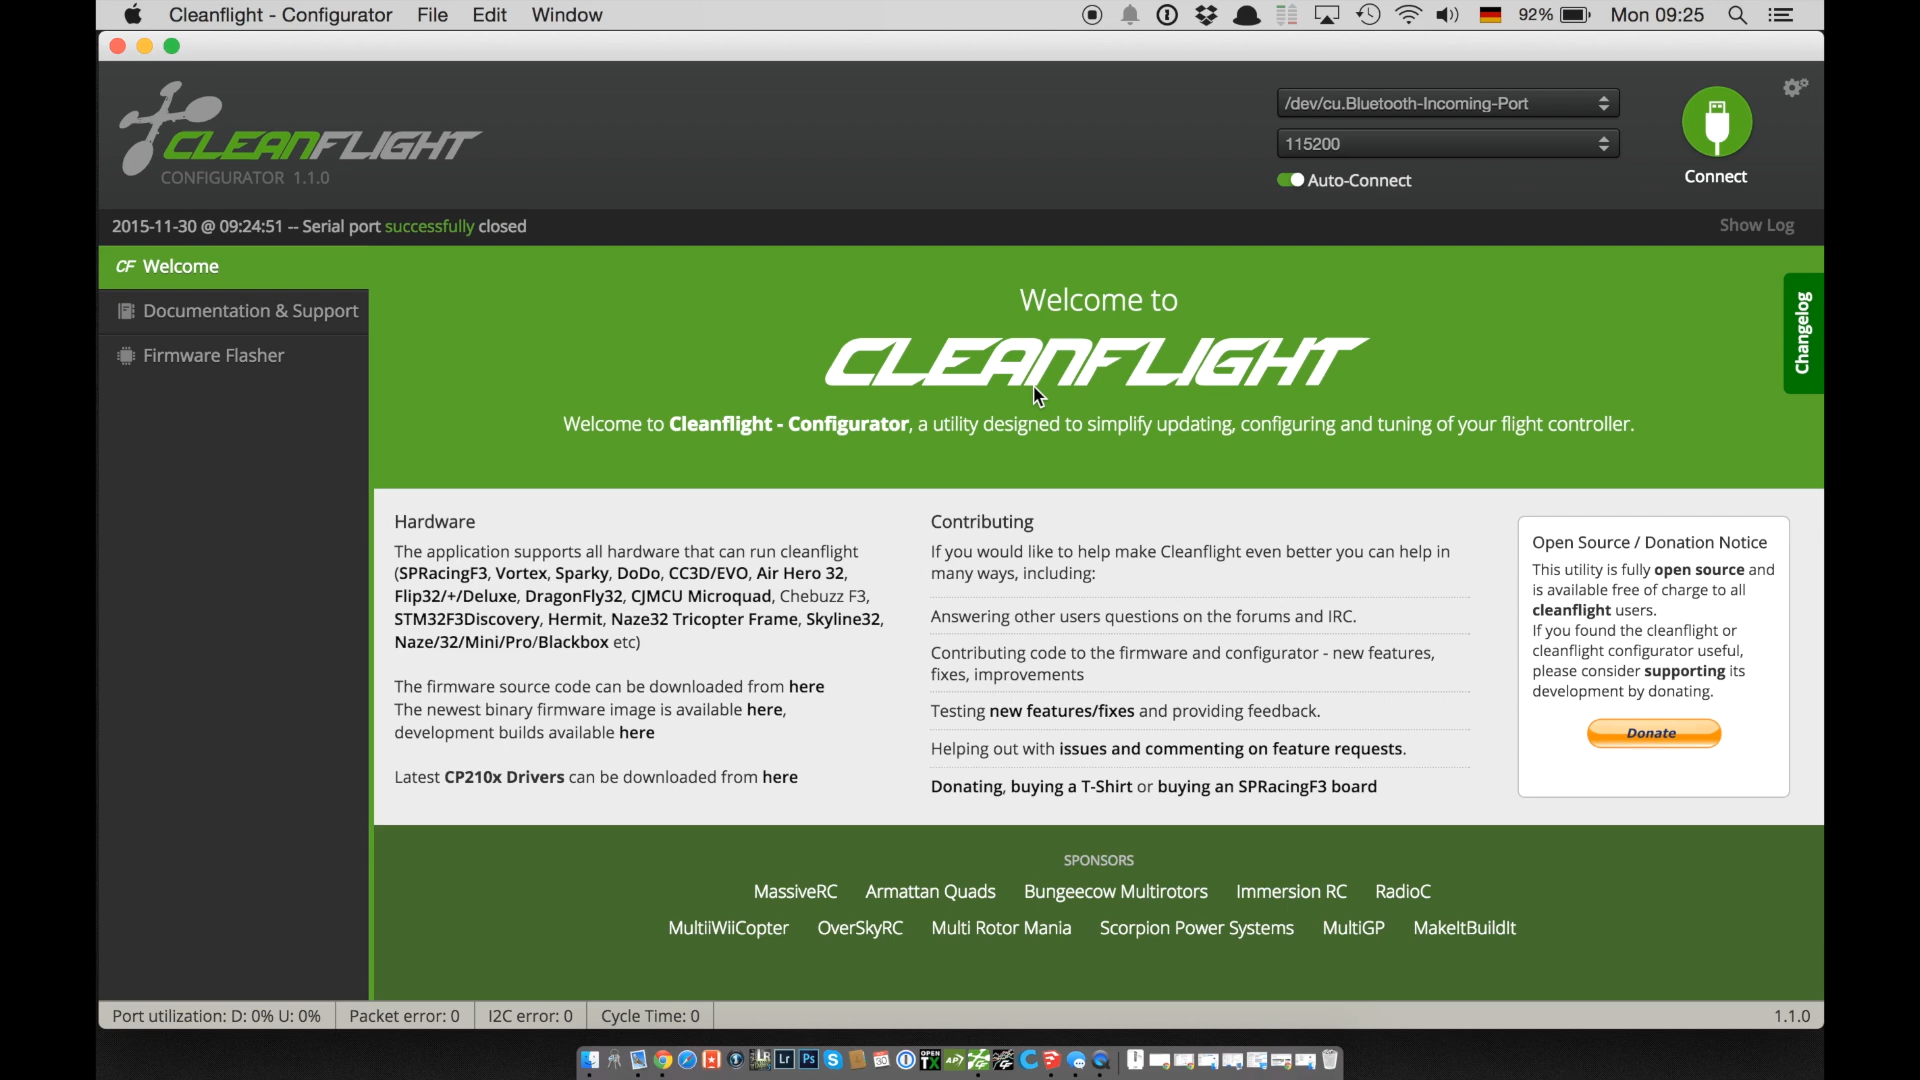 Cleanflight - Configurator File Edit Window 92% Mon 09:25
CLEANFLIGHT
CONFIGURATOR 1.1.0
/dev/cu.Bluetooth-Incoming-Port
115200
Auto-Connect
Connect
2015-11-30 @ 09:24:51 -- Serial port successfully closed
Show Log
CF Welcome
Documentation & Support
Firmware Flasher
Changelog
Welcome to
CLEANFLIGHT
Welcome to Cleanflight - Configurator, a utility designed to simplify updating, configuring and tuning of your flight controller.
Hardware
The application supports all hardware that can run cleanflight
(SPRacingF3, Vortex, Sparky, DoDo, CC3D/EVO, Air Hero 32,
Flip32/+/Deluxe, DragonFly32, CJMCU Microquad, Chebuzz F3,
STM32F3Discovery, Hermit, Naze32 Tricopter Frame, Skyline32,
Naze/32/Mini/Pro/Blackbox etc)
The firmware source code can be downloaded from here
The newest binary firmware image is available here,
development builds available here
Latest CP210x Drivers can be downloaded from here
Contributing
If you would like to help make Cleanflight even better you can help in
many ways, including:
Answering other users questions on the forums and IRC.
Contributing code to the firmware and configurator - new features,
fixes, improvements
Testing new features/fixes and providing feedback.
Helping out with issues and commenting on feature requests.
Donating, buying a T-Shirt or buying an SPRacingF3 board
Open Source / Donation Notice
This utility is fully open source and
is available free of charge to all
cleanflight users.
If you found the cleanflight or
cleanflight configurator useful,
please consider supporting its
development by donating.
Donate
SPONSORS
MassiveRC Armattan Quads Bungeecow Multirotors Immersion RC RadioC
MultiWiiCopter OverSkyRC Multi Rotor Mania Scorpion Power Systems MultiGP MakeItBuildIt
Port utilization: D: 0% U: 0% Packet error: 0 I2C error: 0 Cycle Time: 0
1.1.0
Lr Ps S 30 OPEN TX